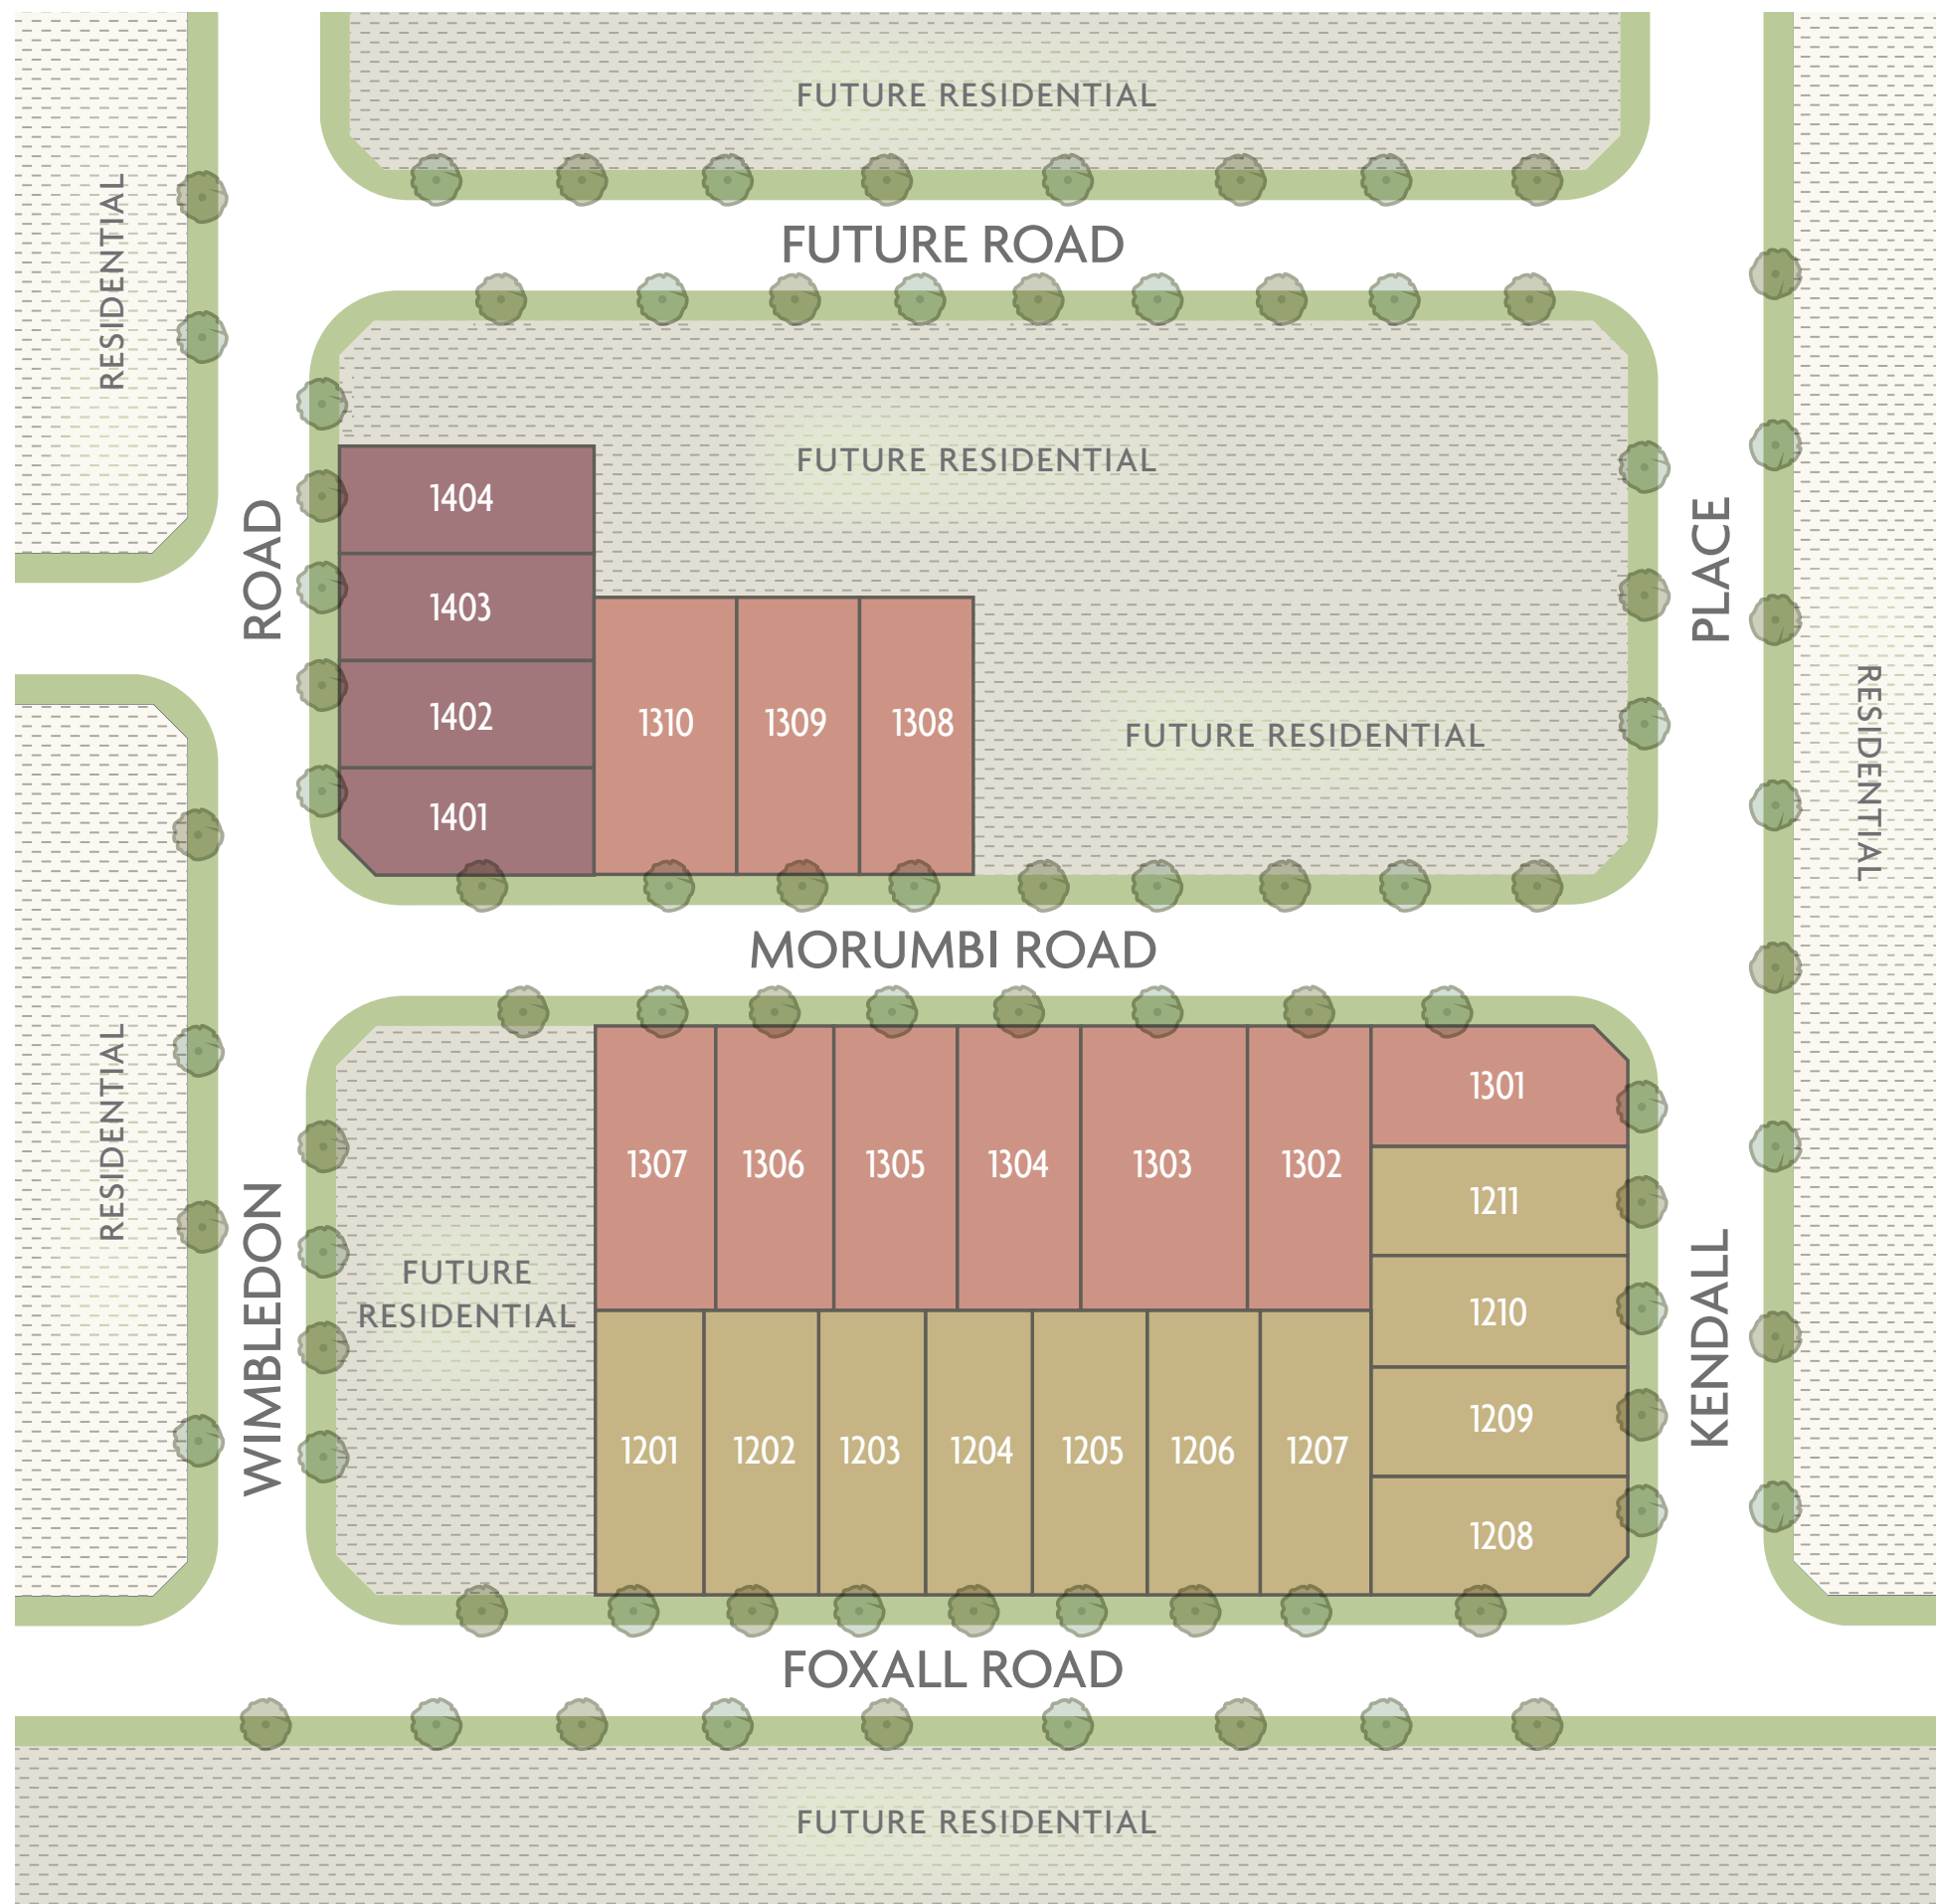 FUTURE RESIDENTIAL
RESIDENTIAL
FUTURE ROAD
FUTURE RESIDENTIAL
1404
ROAD
PLACE
1403
1402
1310
1309
1308
FUTURE RESIDENTIAL
RESIDENTIAL
1401
MORUMBI ROAD
1301
RESIDENTIAL
1307
1306
1305
1304
1303
1302
1211
WIMBLEDON
FUTURE
RESIDENTIAL
1210
KENDALL
1209
1201
1202
1203
1204
1205
1206
1207
1208
FOXALL ROAD
FUTURE RESIDENTIAL